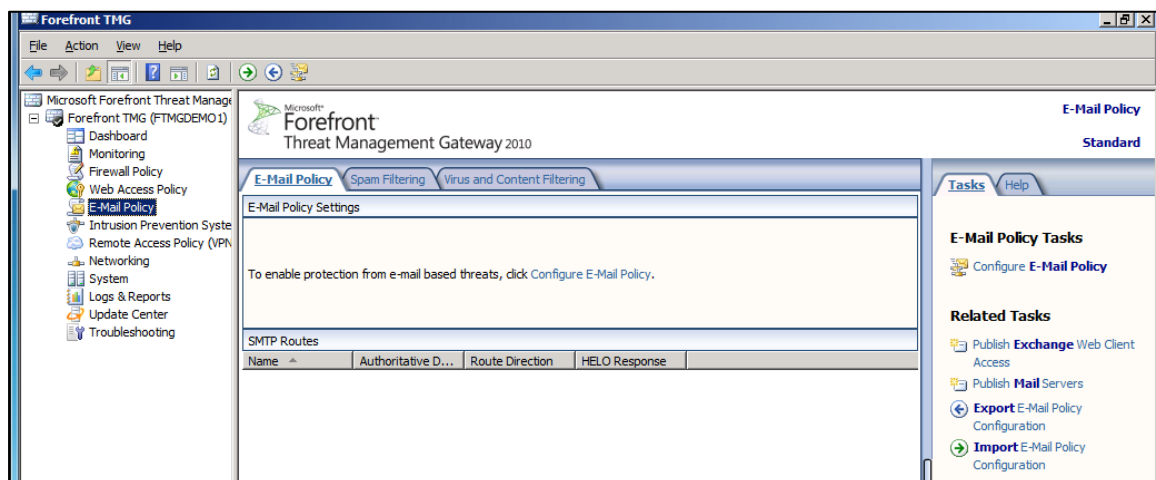 Forefront TMG
File Action View Help
Microsoft Forefront Threat Manage
Forefront TMG (FTMGDEMO1)
Dashboard
Monitoring
Firewall Policy
Web Access Policy
E-Mail Policy
Intrusion Prevention Syste
Remote Access Policy (VPN
Networking
System
Logs & Reports
Update Center
Troubleshooting
Microsoft®
Forefront™
Threat Management Gateway 2010
E-Mail Policy
Standard
E-Mail Policy Spam Filtering Virus and Content Filtering
E-Mail Policy Settings
To enable protection from e-mail based threats, click Configure E-Mail Policy.
SMTP Routes
Name Authoritative D... Route Direction HELO Response
Tasks Help
E-Mail Policy Tasks
Configure E-Mail Policy
Related Tasks
Publish Exchange Web Client
Access
Publish Mail Servers
Export E-Mail Policy
Configuration
Import E-Mail Policy
Configuration